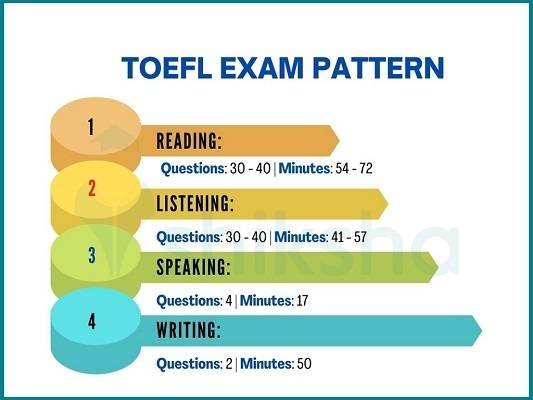 TOEFL EXAM PATTERN
1
READING:
Questions: 30 - 40 | Minutes: 54 - 72
2
LISTENING:
Questions: 30 - 40 | Minutes: 41 - 57
3
SPEAKING:
Questions: 4 | Minutes: 17
4
WRITING:
Questions: 2 | Minutes: 50
shiksha